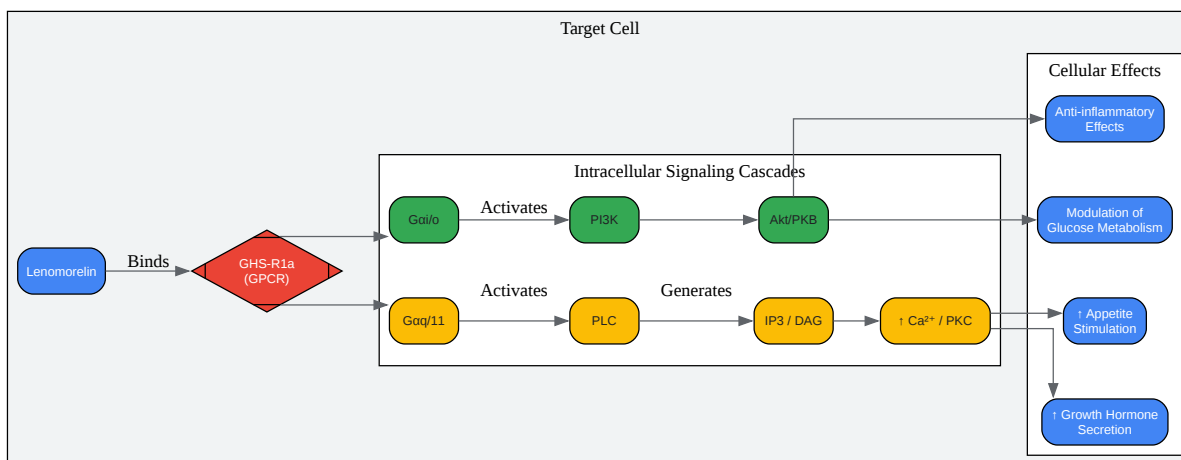 Target Cell
Cellular Effects
Anti-inflammatory
Effects
Intracellular Signaling Cascades
Gαi/o
Activates
PI3K
Akt/PKB
Modulation of
Glucose Metabolism
Lenomorelin
Binds
GHS-R1a
(GPCR)
Gαq/11
Activates
PLC
Generates
IP3 / DAG
↑ Ca²⁺ / PKC
↑ Appetite
Stimulation
↑ Growth Hormone
Secretion